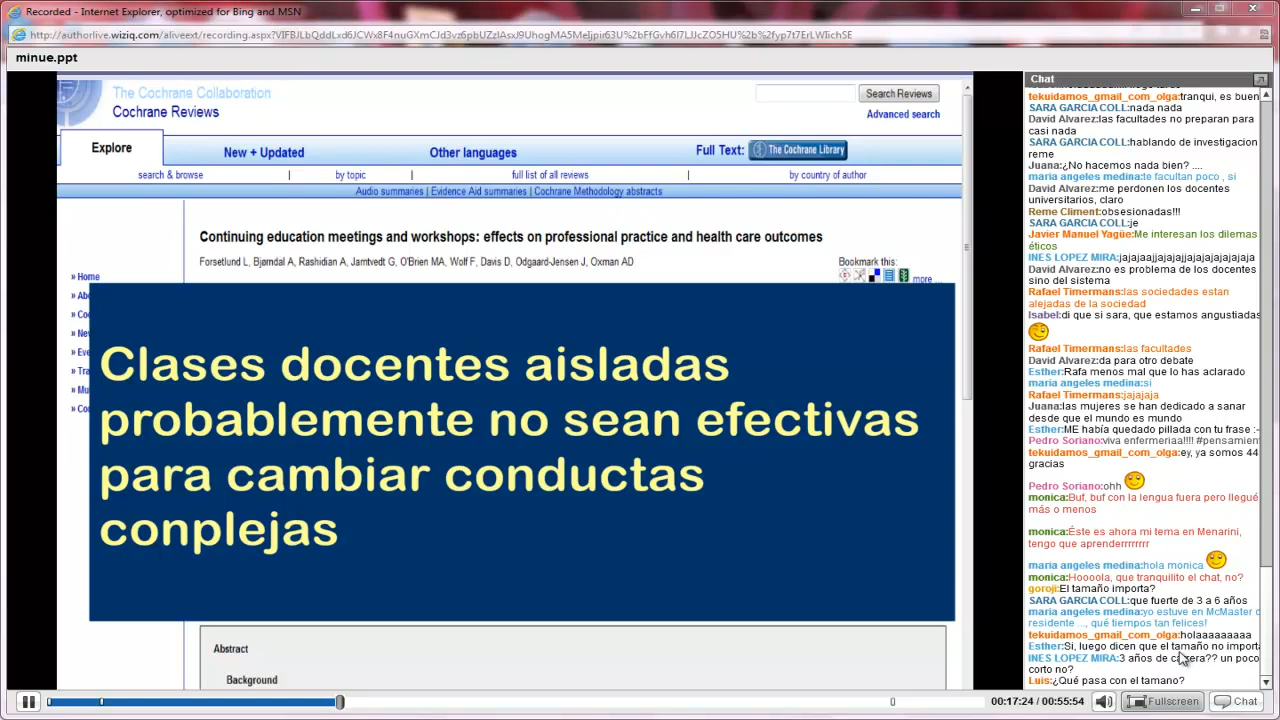 Recorded - Internet Explorer, optimized for Bing and MSN
minue.ppt
The Cochrane Collaboration
Cochrane Reviews
Search Reviews
Advanced search
Explore
New + Updated
Other languages
Full Text: The Cochrane Library
search & browse | by topic | full list of all reviews | by country of author
Audio summaries | Evidence Aid summaries | Cochrane Methodology abstracts
Continuing education meetings and workshops: effects on professional practice and health care outcomes
Forsetlund L, Bjørndal A, Rashidian A, Jamtvedt G, O'Brien MA, Wolf F, Davis D, Odgaard-Jensen J, Oxman AD
Bookmark this:
more ...
» Home
Clases docentes aisladas
probablemente no sean efectivas
para cambiar conductas
conplejas
Abstract
Background
Chat
tekuidamos_gmail_com_olga:tranqui, es buen
SARA GARCIA COLL:nada nada
David Alvarez:las facultades no preparan para
casi nada
SARA GARCIA COLL:hablando de investigacion
reme
Juana:¿No hacemos nada bien? ....
maria angeles medina:te facultan poco , si
David Alvarez:me perdonen los docentes
universitarios, claro
Reme Climent:obsesionadas!!!
SARA GARCIA COLL:je
Javier Manuel Yagüe:Me interesan los dilemas
éticos
INES LOPEZ MIRA:jajajaajjajajajjajajajajajaja
David Alvarez:no es problema de los docentes
sino del sistema
Rafael Timermans:las sociedades estan
alejadas de la sociedad
Isabel:di que si sara, que estamos angustiadas
Rafael Timermans:las facultades
David Alvarez:da para otro debate
Esther:Rafa menos mal que lo has aclarado
maria angeles medina:si
Rafael Timermans:jajajaja
Juana:las mujeres se han dedicado a sanar
desde que el mundo es mundo
Esther:ME había quedado pillada con tu frase :-
Pedro Soriano:viva enfermeriaa!!!! #pensamien
tekuidamos_gmail_com_olga:ey, ya somos 44
gracias
Pedro Soriano:ohh
monica:Buf, buf con la lengua fuera pero llegué
más o menos
monica:Éste es ahora mi tema en Menarini,
tengo que aprenderrrrrrrr
maria angeles medina:hola monica
monica:Hoooola, que tranquilito el chat, no?
goroji:El tamaño importa?
SARA GARCIA COLL:que fuerte de 3 a 6 años
maria angeles medina:yo estuve en McMaster d
residente ..., qué tiempos tan felices!
tekuidamos_gmail_com_olga:holaaaaaaaaa
Esther:Si, luego dicen que el tamaño no import
INES LOPEZ MIRA:3 años de carrera?? un poco
corto no?
Luis:¿Qué pasa con el tamano?
00:17:24 / 00:55:54
Fullscreen
Chat